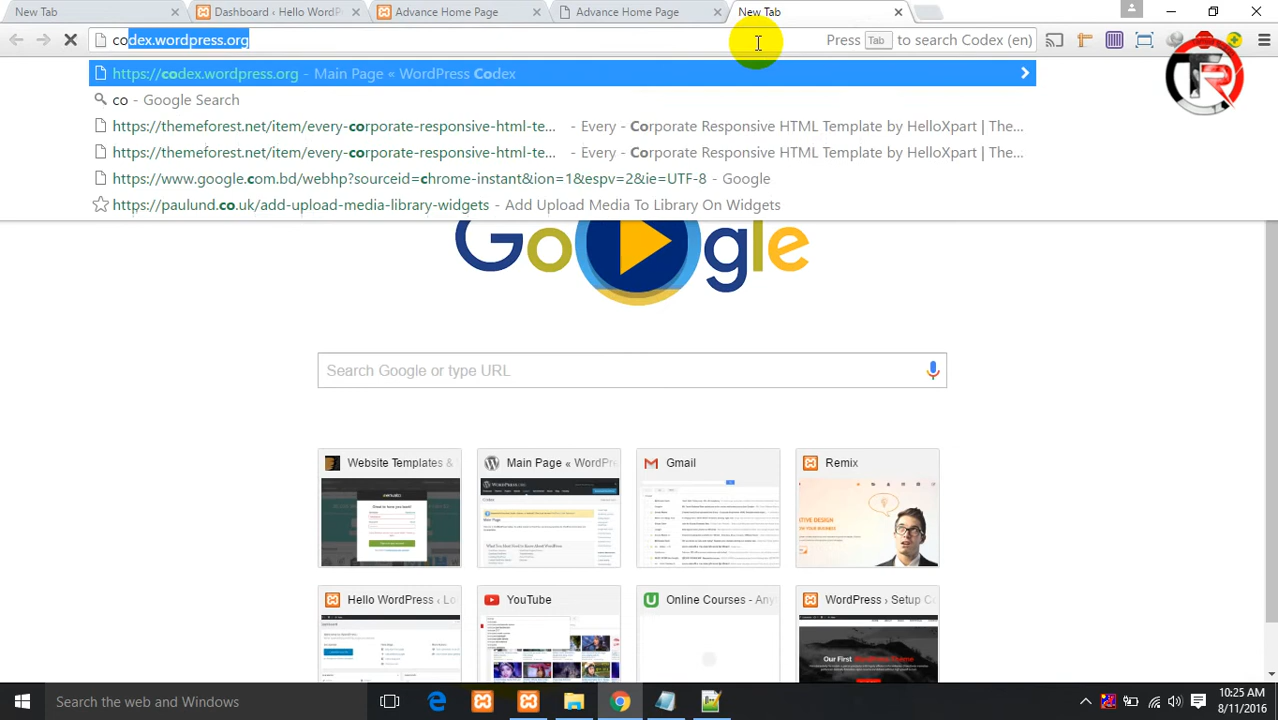 New Tab
Dashboard ‹ Hello WordP
Advance Home Page
Advance Home Page
New Tab
codex.wordpress.org
Press Tab to search Codex (en)
https://codex.wordpress.org - Main Page « WordPress Codex
co - Google Search
https://themeforest.net/item/every-corporate-responsive-html-te... - Every - Corporate Responsive HTML Template by HelloXpart | The...
https://themeforest.net/item/every-corporate-responsive-html-te... - Every - Corporate Responsive HTML Template by HelloXpart | The...
https://www.google.com.bd/webhp?sourceid=chrome-instant&ion=1&espv=2&ie=UTF-8 - Google
https://paulund.co.uk/add-upload-media-library-widgets - Add Upload Media To Library On Widgets
Google
Search Google or type URL
Website Templates &
Main Page « WordPre
Gmail
Remix
Hello WordPress ‹ Lo
YouTube
Online Courses - Any
WordPress › Setup Co
Our First WordPress Theme
Search the web and Windows
10:25 AM
8/11/2016